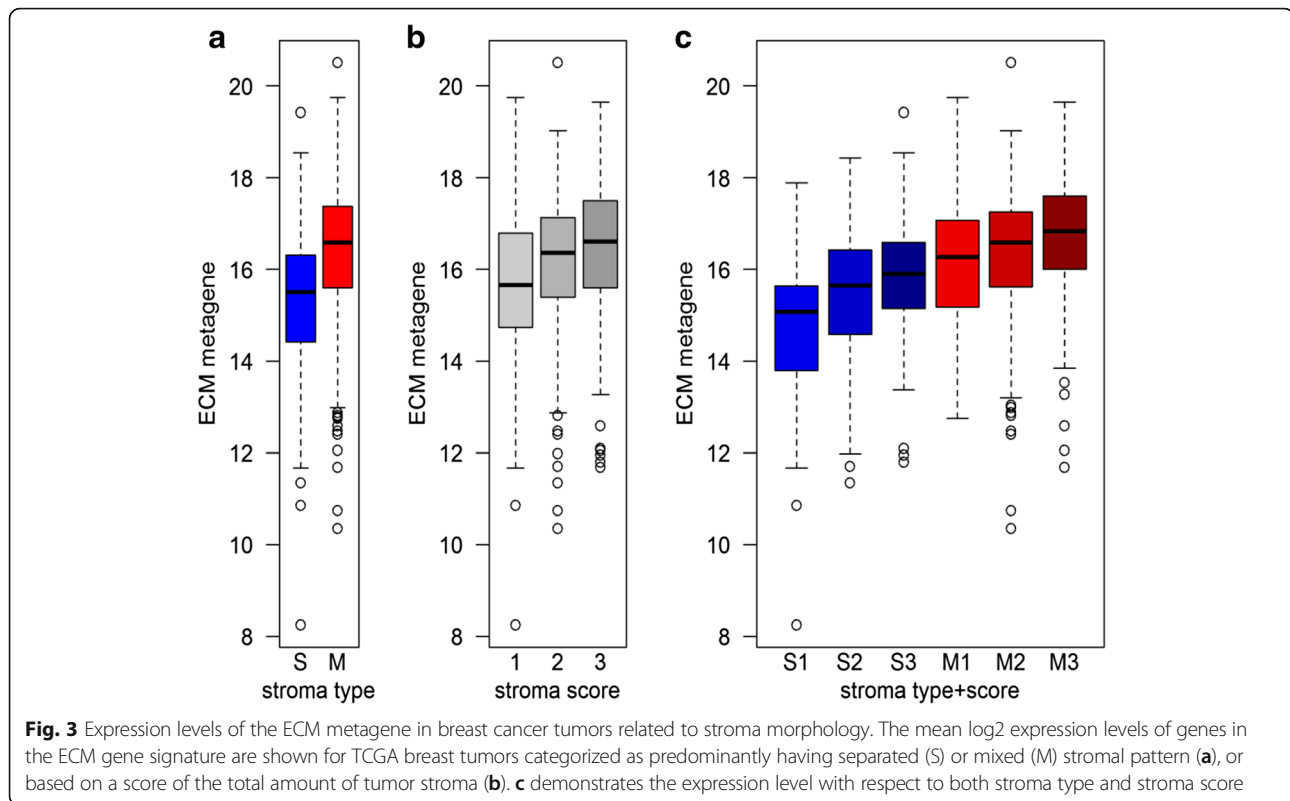 a
b
c
20
18
16
14
12
10
8
ECM metagene
S M
stroma type
20
18
16
14
12
10
8
ECM metagene
1 2 3
stroma score
20
18
16
14
12
10
8
ECM metagene
S1 S2 S3 M1 M2 M3
stroma type+score
Fig. 3 Expression levels of the ECM metagene in breast cancer tumors related to stroma morphology. The mean log2 expression levels of genes in
the ECM gene signature are shown for TCGA breast tumors categorized as predominantly having separated (S) or mixed (M) stromal pattern (a), or
based on a score of the total amount of tumor stroma (b). c demonstrates the expression level with respect to both stroma type and stroma score